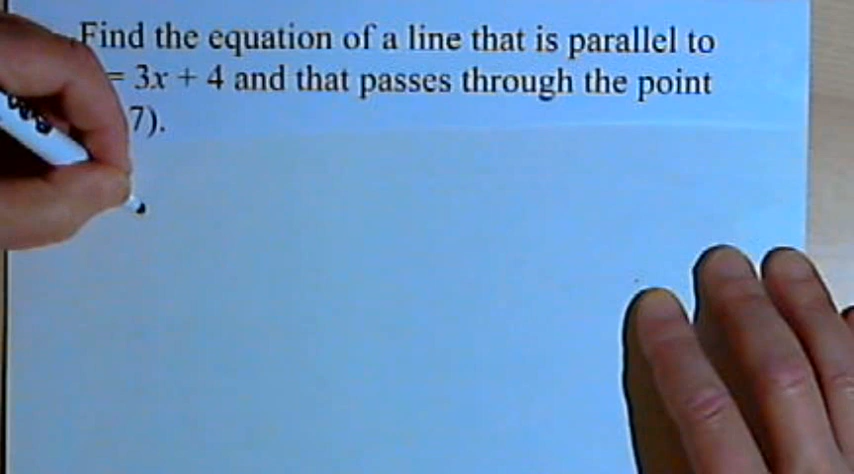 Find the equation of a line that is parallel to
= 3x + 4 and that passes through the point
7).